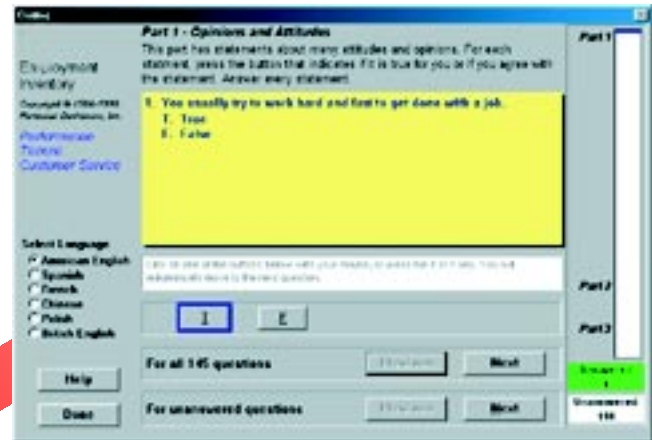 Part 1 - Opinions and Attitudes
This part has statements about many attitudes and opinions. For each
statment, press the button that indicates if it is true for you or if you agree with
the statement. Answer every statement.
Employment
Inventory
Performance
Tenure
Customer Service
1. You usually try to work hard and fast to get done with a job.
T. True
F. False
Select Language
American English
Spanish
French
Chinese
Polish
British English
Help
Done
T
F
For all 145 questions
Previous
Next
For unanswered questions
Previous
Next
Part 1
Part 2
Part 3
Unanswered